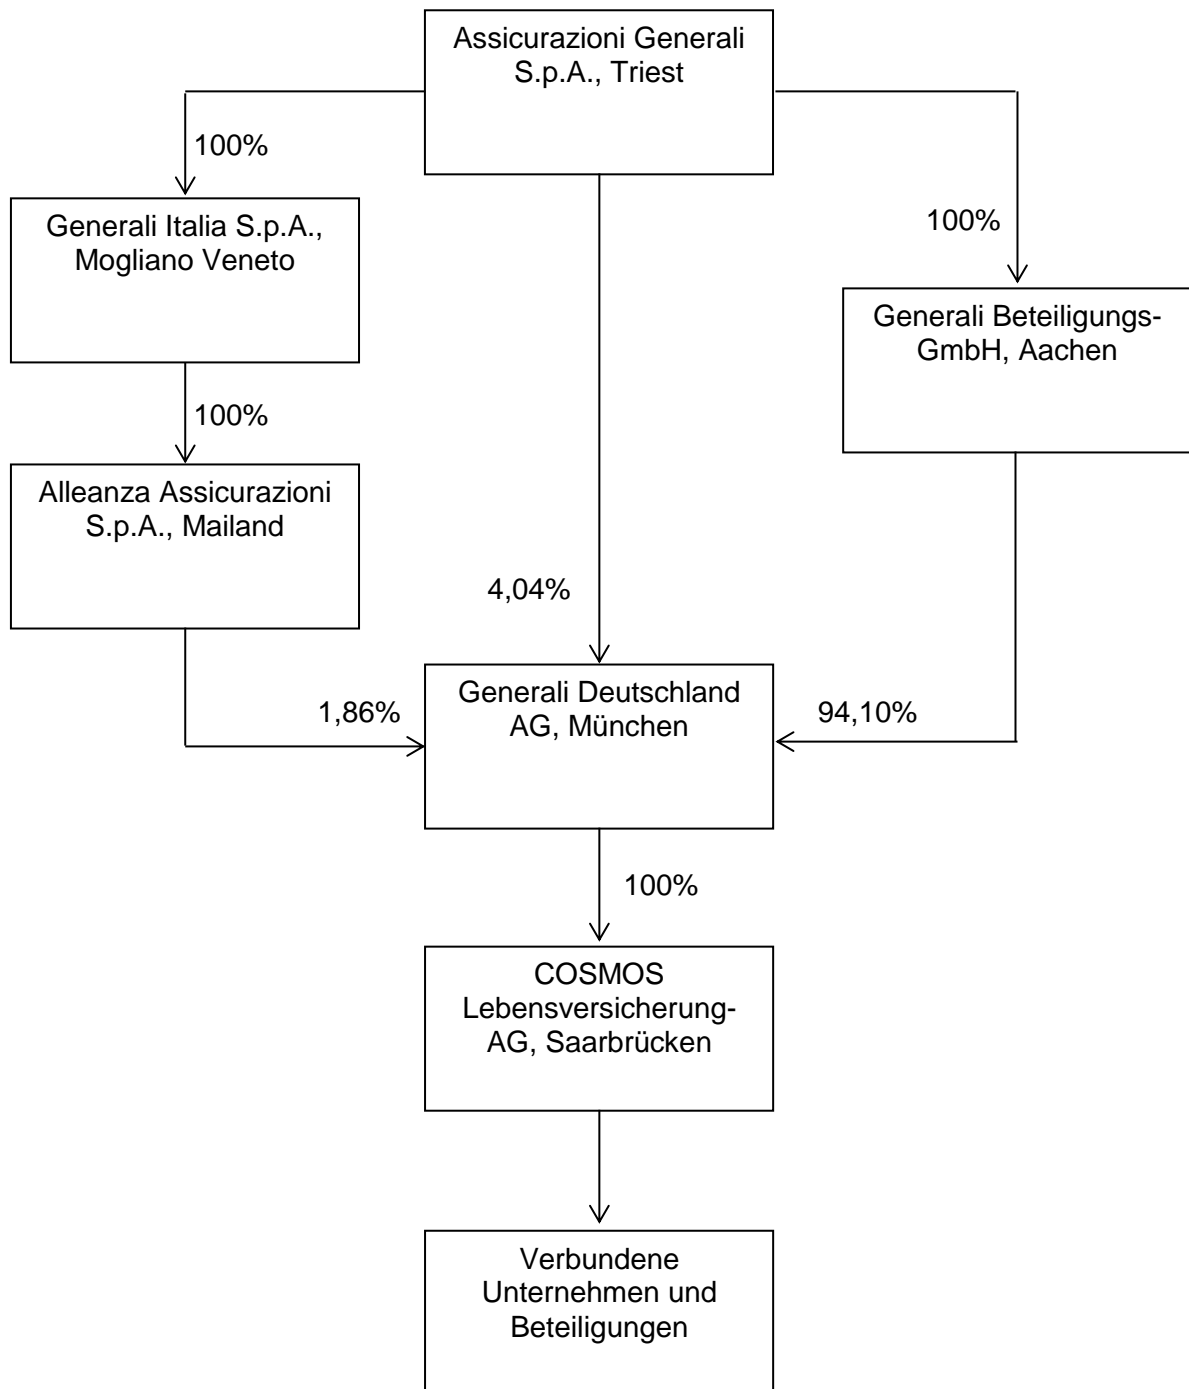 Assicurazioni Generali
S.p.A., Triest
100%
Generali Italia S.p.A.,
Mogliano Veneto
100%
Generali Beteiligungs-
GmbH, Aachen
100%
Alleanza Assicurazioni
S.p.A., Mailand
4,04%
Generali Deutschland
AG, München
1,86%
94,10%
100%
COSMOS
Lebensversicherung-
AG, Saarbrücken
Verbundene
Unternehmen und
Beteiligungen